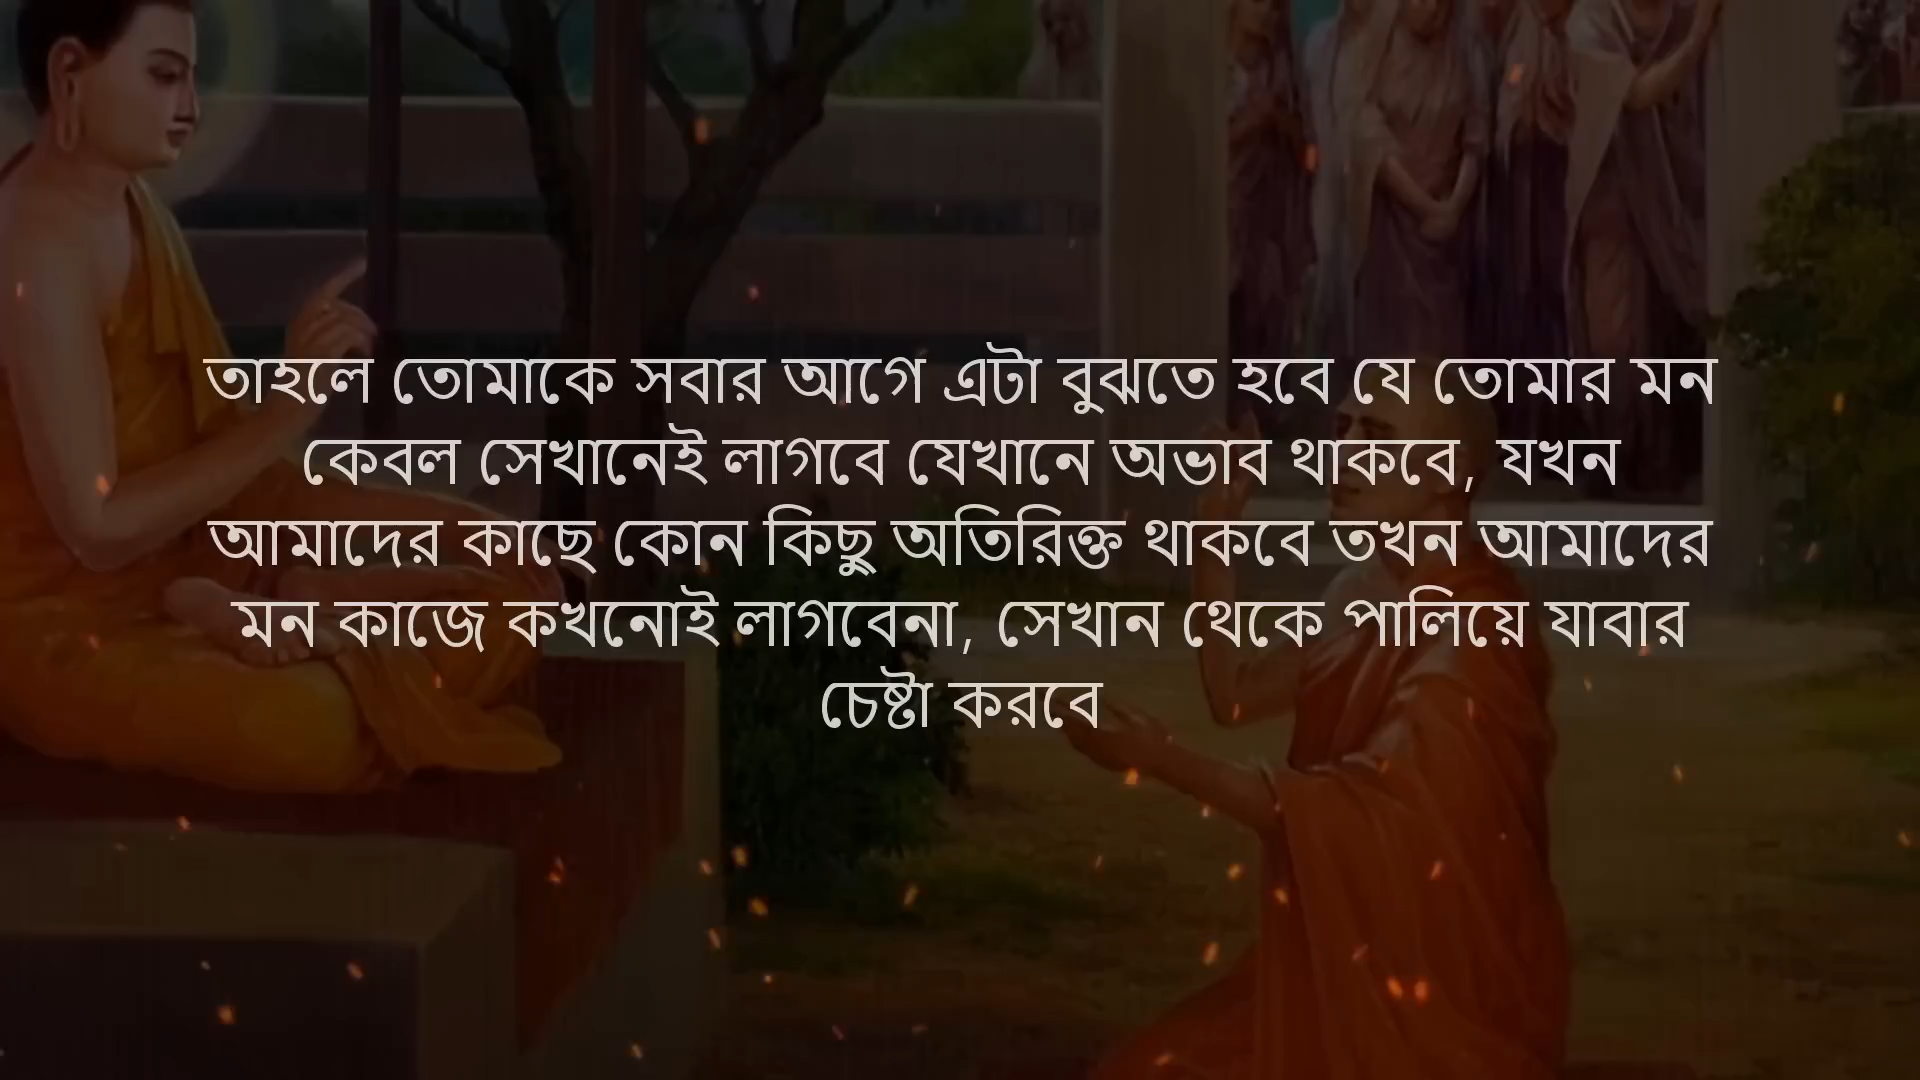 তাহলে তোমাকে সবার আগে এটা বুঝতে হবে যে তোমার মন
কেবল সেখানেই লাগবে যেখানে অভাব থাকবে, যখন
আমাদের কাছে কোন কিছু অতিরিক্ত থাকবে তখন আমাদের
মন কাজে কখনোই লাগবেনা, সেখান থেকে পালিয়ে যাবার
চেষ্টা করবে